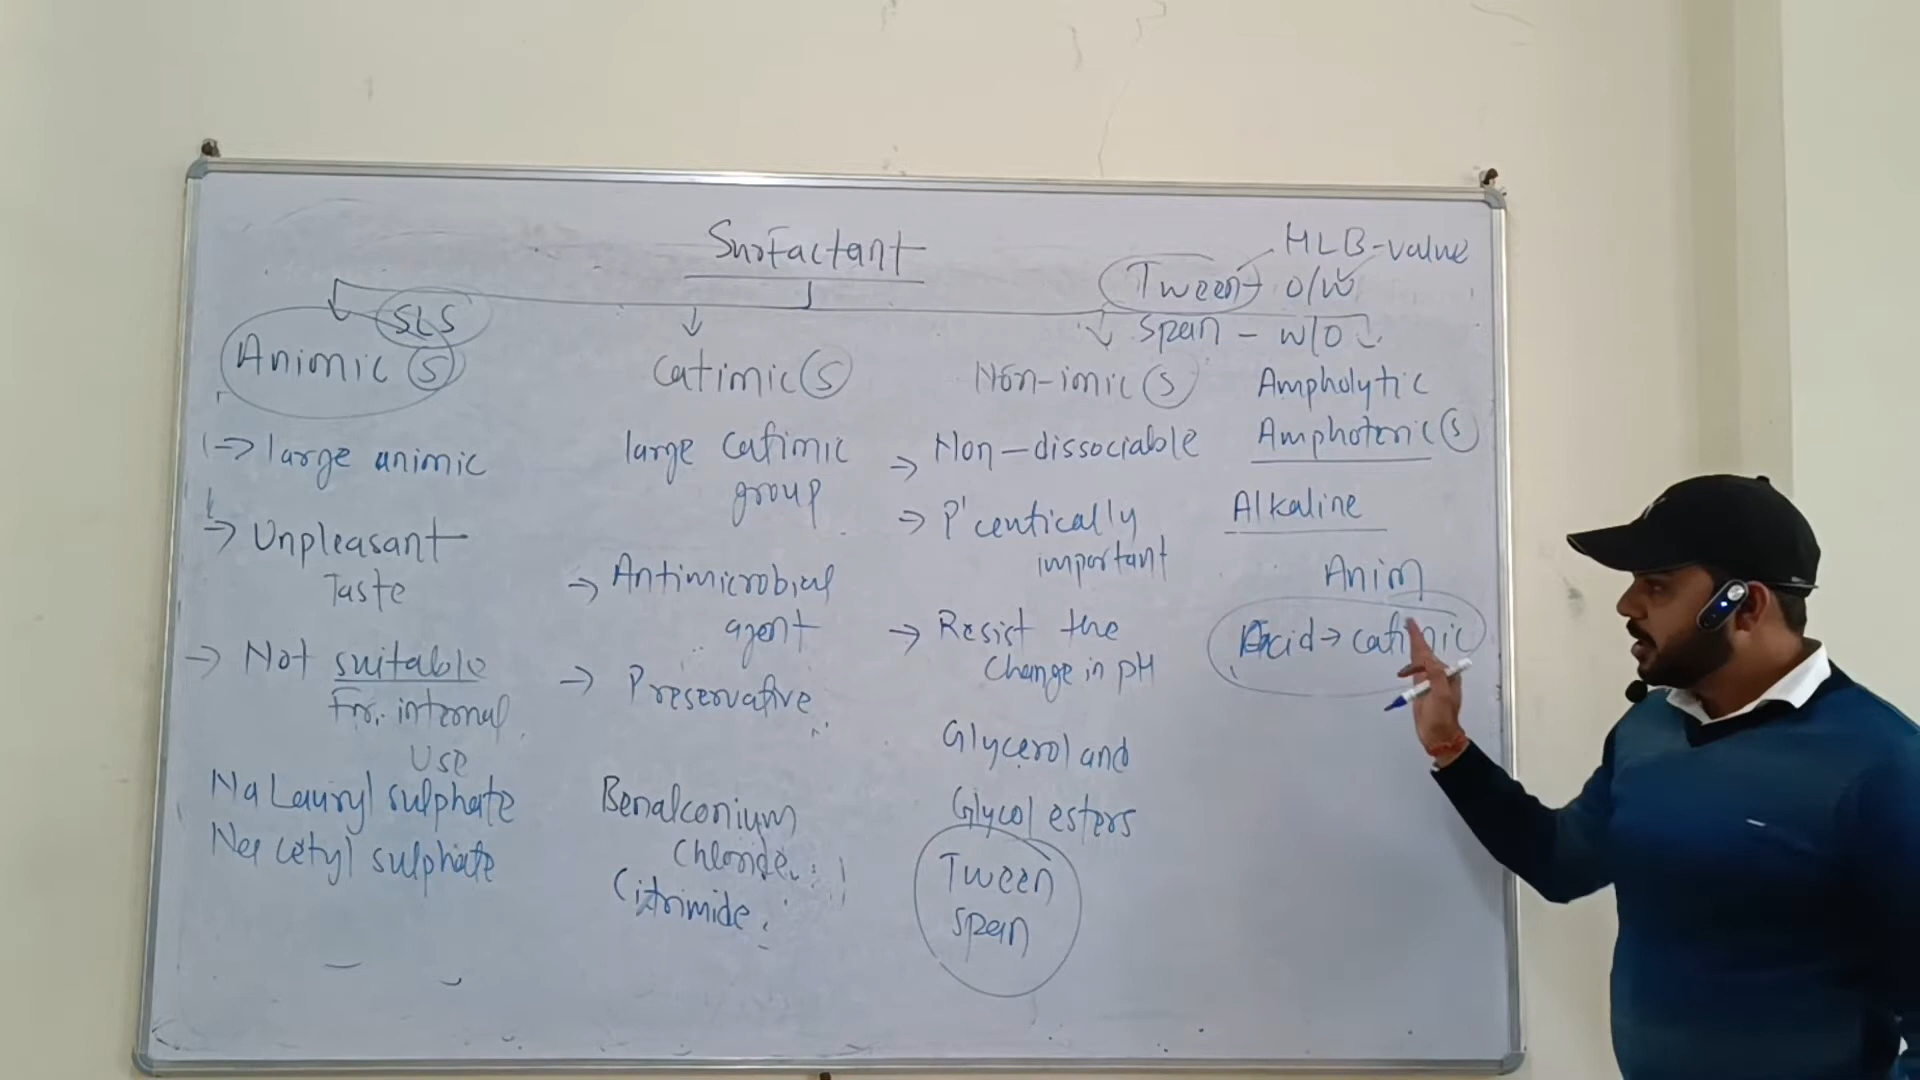 Surfactant
HLB-value
Tween → o/w
Span - w/o
SLS
Anionic (S)
large anionic
Unpleasant
Taste
Not suitable
For internal
Use
Na Lauryl sulphate
Na Cetyl sulphate
Cationic (S)
large cationic
group
Antimicrobial
agent
Preservative
Benalconium
Chloride
Citrimide
Non-ionic (S)
Non-dissociable
P'ceutically
important
Resist the
Change in pH
Glycerol and
Glycol esters
Tween
Span
Ampholytic
Amphoteric (S)
Alkaline
Anion
Acid → cationic